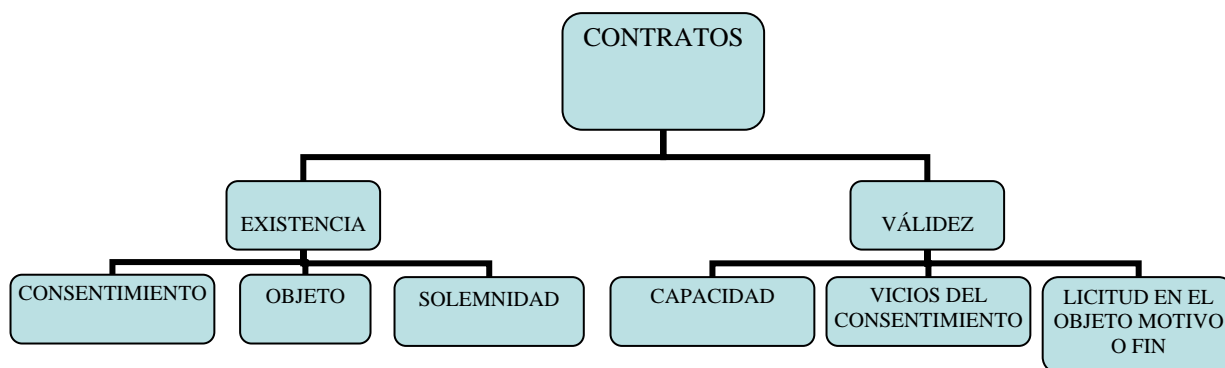 CONTRATOS
EXISTENCIA
VÁLIDEZ
CONSENTIMIENTO
OBJETO
SOLEMNIDAD
CAPACIDAD
VICIOS DEL
CONSENTIMIENTO
LICITUD EN EL
OBJETO MOTIVO
O FIN